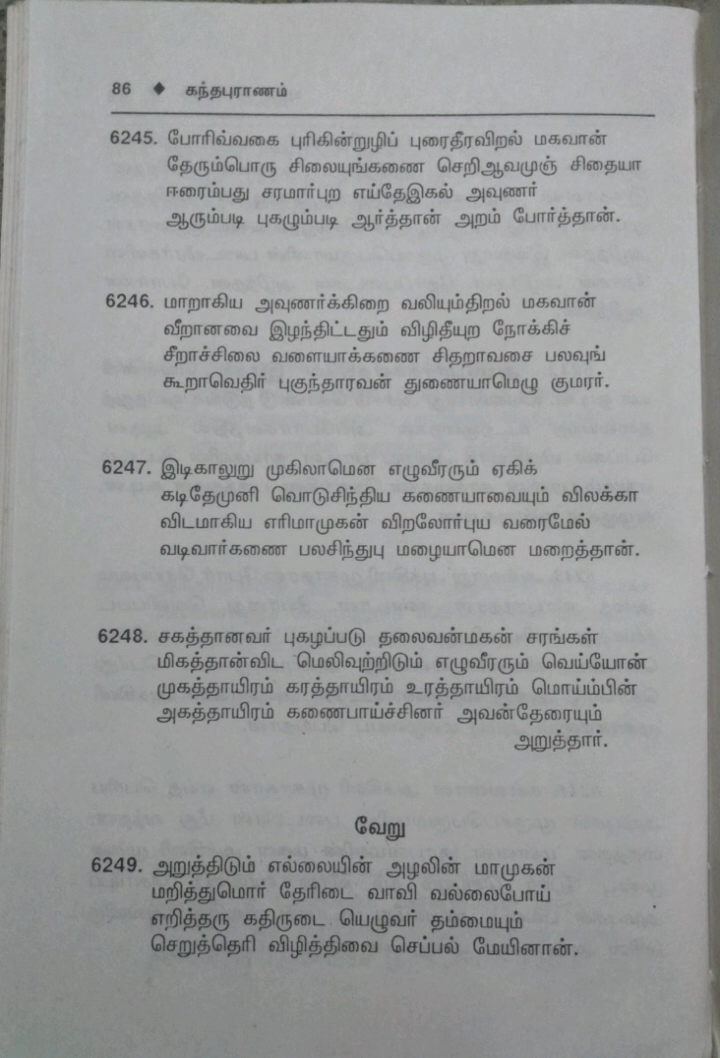 86 ◆ கந்தபுராணம்
6245. போரிவ்வகை புரிகின்றுழிப் புரைதீரவிறல் மகவான்
தேரும்பொரு சிலையுங்கணை செறிஆவமுஞ் சிதையா
ஈரைம்பது சரமார்புற எய்தேஇகல் அவுணர்
ஆரும்படி புகழும்படி ஆர்த்தான் அறம் போர்த்தான்.
6246. மாறாகிய அவுணர்க்கிறை வலியும்திறல் மகவான்
வீறானவை இழந்திட்டதும் விழிதீயுற நோக்கிச்
சீறாச்சிலை வளையாக்கணை சிதறாவசை பலவுங்
கூறாவெதிர் புகுந்தாரவன் துணையாமெழு குமரர்.
6247. இடிகாலுறு முகிலாமென எழுவீரரும் ஏகிக்
கடிதேமுனி வொடுசிந்திய கணையாவையும் விலக்கா
விடமாகிய எரிமாமுகன் விறலோர்புய வரைமேல்
வடிவார்கணை பலசிந்துபு மழையாமென மறைத்தான்.
6248. சகத்தானவர் புகழப்படு தலைவன்மகன் சரங்கள்
மிகத்தான்விட மெலிவுற்றிடும் எழுவீரரும் வெய்யோன்
முகத்தாயிரம் கரத்தாயிரம் உரத்தாயிரம் மொய்ம்பின்
அகத்தாயிரம் கணைபாய்ச்சினர் அவன்தேரையும்
அறுத்தார்.
வேறு
6249. அறுத்திடும் எல்லையின் அழலின் மாமுகன்
மறித்துமொர் தேரிடை வாவி வல்லைபோய்
எறித்தரு கதிருடை யெழுவர் தம்மையும்
செறுத்தெரி விழித்திவை செப்பல் மேயினான்.